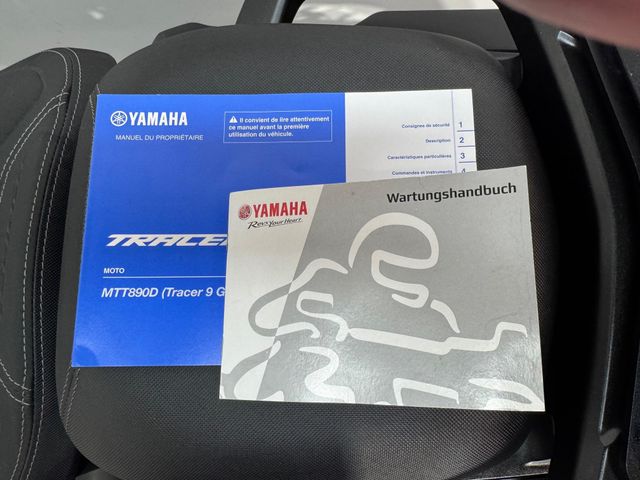 YAMAHA
MANUEL DU PROPRIÉTAIRE
Il convient de lire attentivement
ce manuel avant la première
utilisation du véhicule.
Consignes de sécurité 1
Description 2
Caractéristiques particulières 3
Commandes et instruments 4
TRACER
MOTO
MTT890D (Tracer 9 G
YAMAHA
Revs Your Heart
Wartungshandbuch